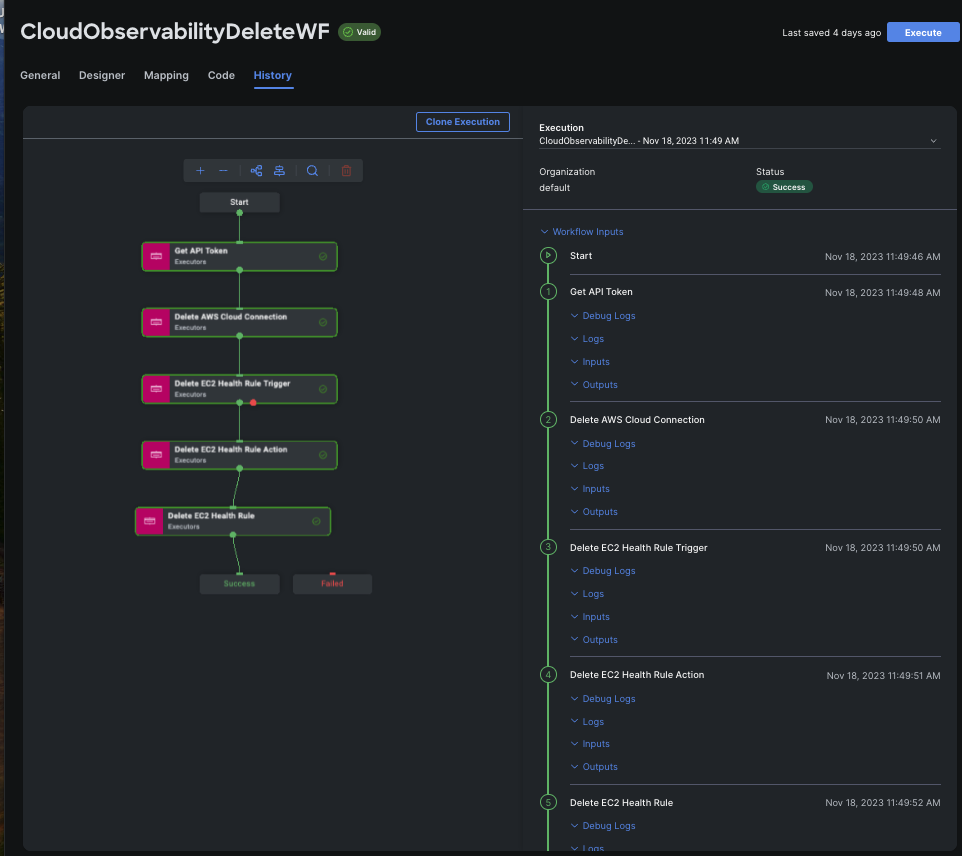 CloudObservabilityDeleteWF
Valid
Last saved 4 days ago
Execute
General
Designer
Mapping
Code
History
Clone Execution
Start
Get API Token
Executors
Delete AWS Cloud Connection
Executors
Delete EC2 Health Rule Trigger
Executors
Delete EC2 Health Rule Action
Executors
Delete EC2 Health Rule
Executors
Success
Failed
Execution
CloudObservabilityDe... - Nov 18, 2023 11:49 AM
Organization
default
Status
Success
Workflow Inputs
Start
Nov 18, 2023 11:49:46 AM
1
Get API Token
Nov 18, 2023 11:49:48 AM
Debug Logs
Logs
Inputs
Outputs
2
Delete AWS Cloud Connection
Nov 18, 2023 11:49:50 AM
Debug Logs
Logs
Inputs
Outputs
3
Delete EC2 Health Rule Trigger
Nov 18, 2023 11:49:50 AM
Debug Logs
Logs
Inputs
Outputs
4
Delete EC2 Health Rule Action
Nov 18, 2023 11:49:51 AM
Debug Logs
Logs
Inputs
Outputs
5
Delete EC2 Health Rule
Nov 18, 2023 11:49:52 AM
Debug Logs
Logs